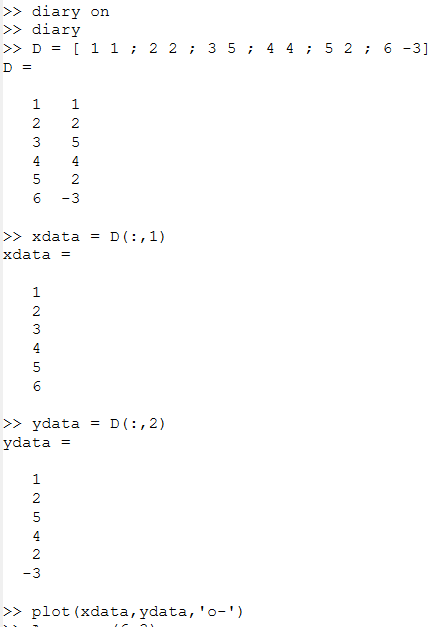 >> diary on
>> diary
>> D = [ 1 1 ; 2 2 ; 3 5 ; 4 4 ; 5 2 ; 6 -3]
D =
1 1
2 2
3 5
4 4
5 2
6 -3
>> xdata = D(:,1)
xdata =
1
2
3
4
5
6
>> ydata = D(:,2)
ydata =
1
2
5
4
2
-3
>> plot(xdata,ydata,'o-')